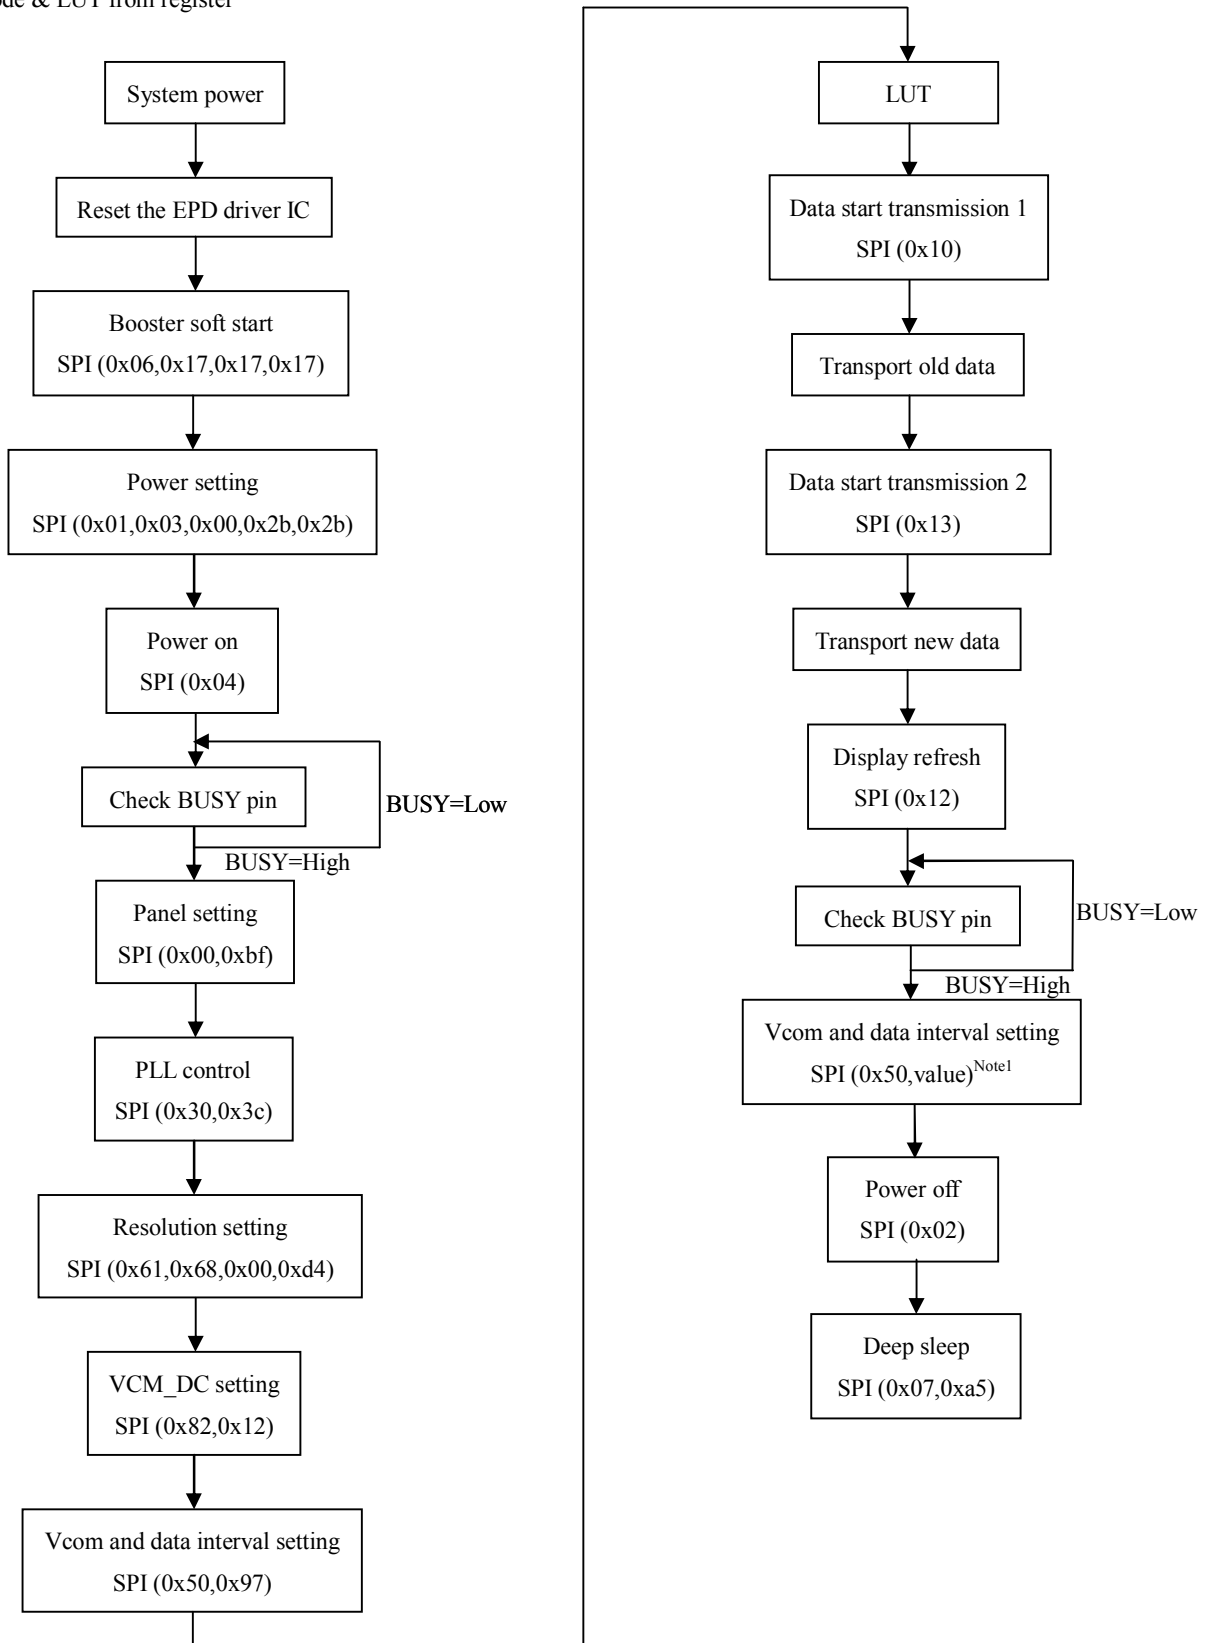 & LUT from register
System power
Reset the EPD driver IC
Booster soft start
SPI (0x06,0x17,0x17,0x17)
Power setting
SPI (0x01,0x03,0x00,0x2b,0x2b)
Power on
SPI (0x04)
Check BUSY pin
BUSY=Low
BUSY=High
Panel setting
SPI (0x00,0xbf)
PLL control
SPI (0x30,0x3c)
Resolution setting
SPI (0x61,0x68,0x00,0xd4)
VCM_DC setting
SPI (0x82,0x12)
Vcom and data interval setting
SPI (0x50,0x97)
LUT
Data start transmission 1
SPI (0x10)
Transport old data
Data start transmission 2
SPI (0x13)
Transport new data
Display refresh
SPI (0x12)
Check BUSY pin
BUSY=Low
BUSY=High
Vcom and data interval setting
SPI (0x50,value)Note1
Power off
SPI (0x02)
Deep sleep
SPI (0x07,0xa5)